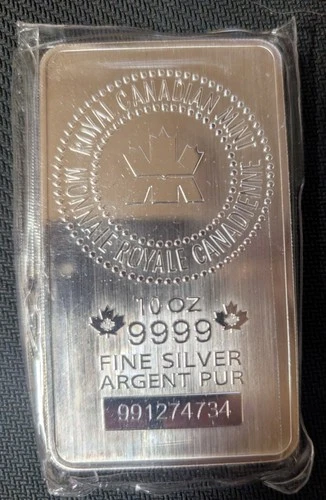 ROYAL CANADIAN MINT
MONNAIE ROYALE CANADIENNE
10 OZ
9999
FINE SILVER
ARGENT PUR
991274734